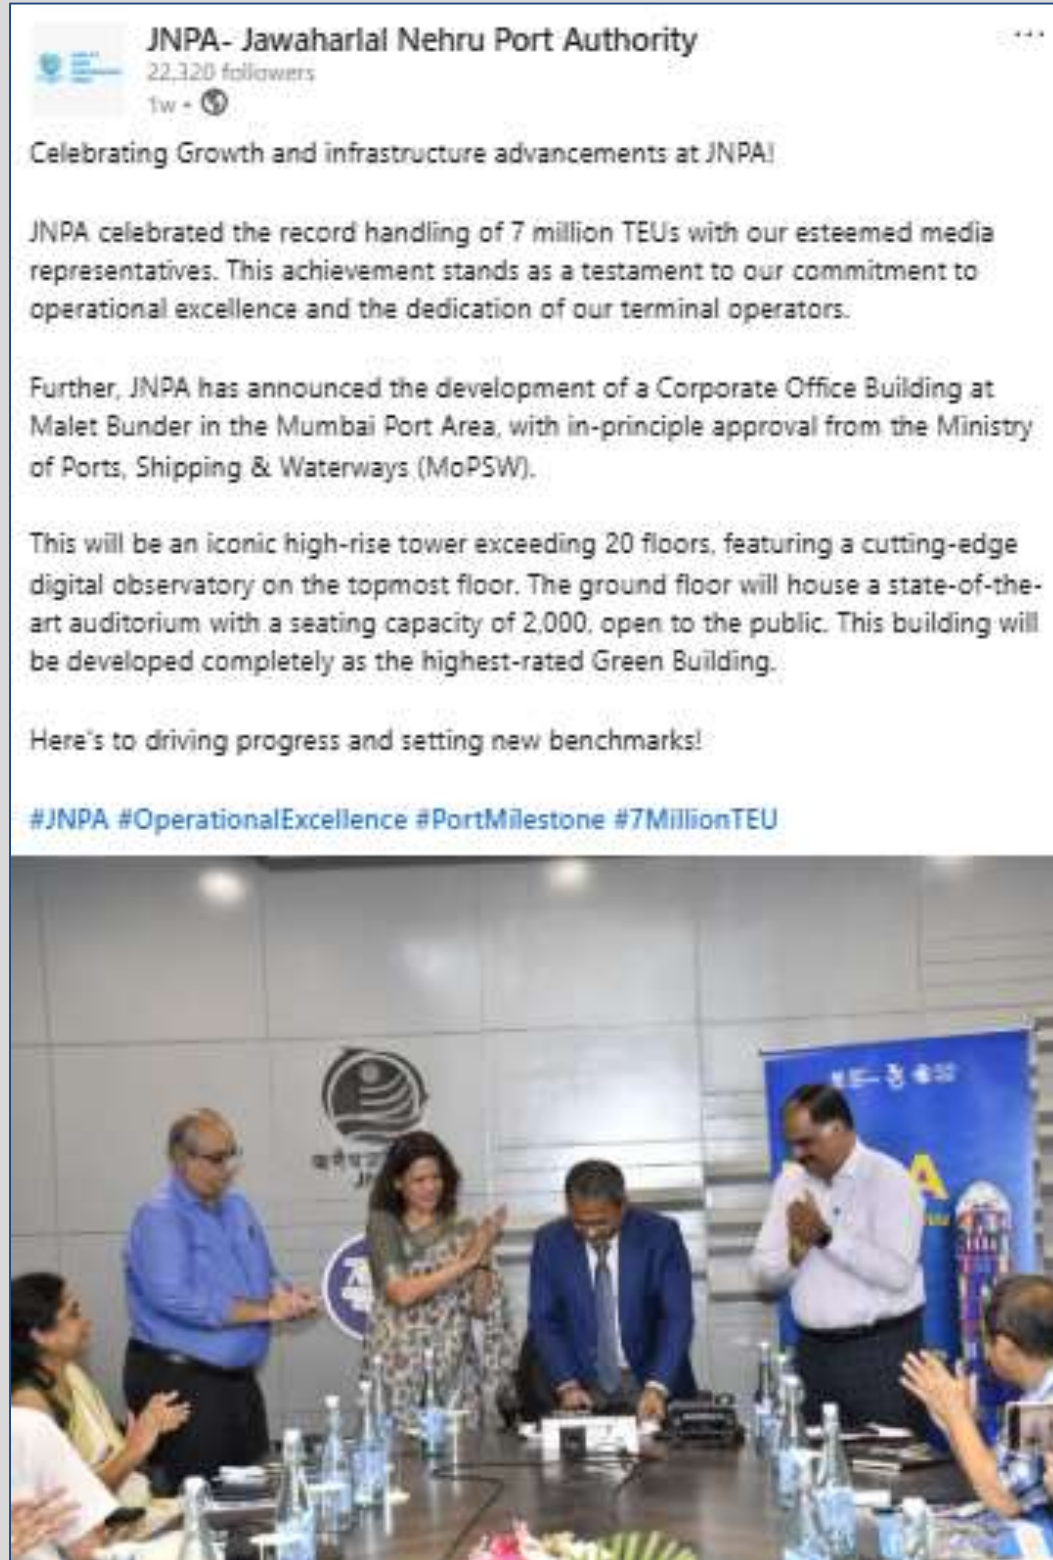 JNPA- Jawaharlal Nehru Port Authority
22,320 followers
1w •
Celebrating Growth and infrastructure advancements at JNPA!
JNPA celebrated the record handling of 7 million TEUs with our esteemed media
representatives. This achievement stands as a testament to our commitment to
operational excellence and the dedication of our terminal operators.
Further, JNPA has announced the development of a Corporate Office Building at
Malet Bunder in the Mumbai Port Area, with in-principle approval from the Ministry
of Ports, Shipping & Waterways (MoPSW).
This will be an iconic high-rise tower exceeding 20 floors, featuring a cutting-edge
digital observatory on the topmost floor. The ground floor will house a state-of-the-
art auditorium with a seating capacity of 2,000, open to the public. This building will
be developed completely as the highest-rated Green Building.
Here's to driving progress and setting new benchmarks!
#JNPA #OperationalExcellence #PortMilestone #7MillionTEU